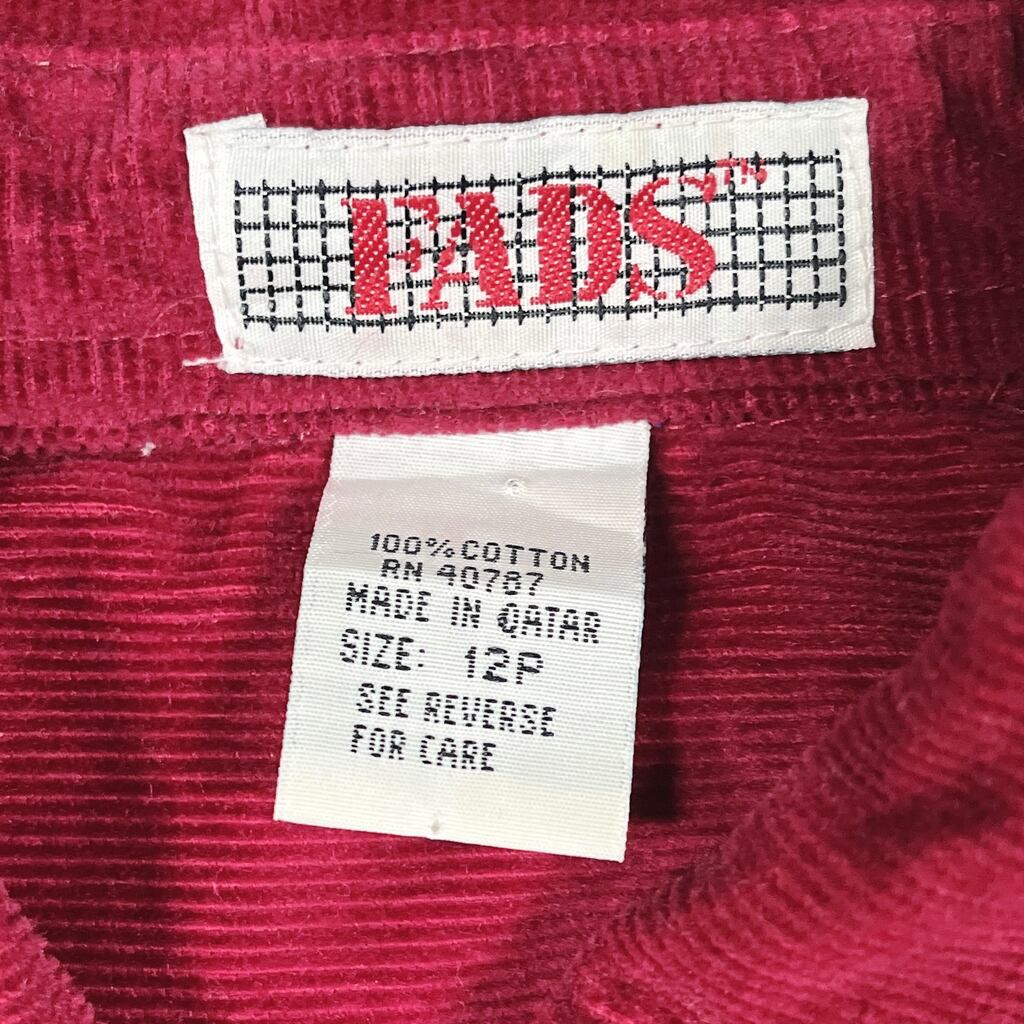 FADS™
100% COTTON
RN 40787
MADE IN QATAR
SIZE: 12P
SEE REVERSE
FOR CARE